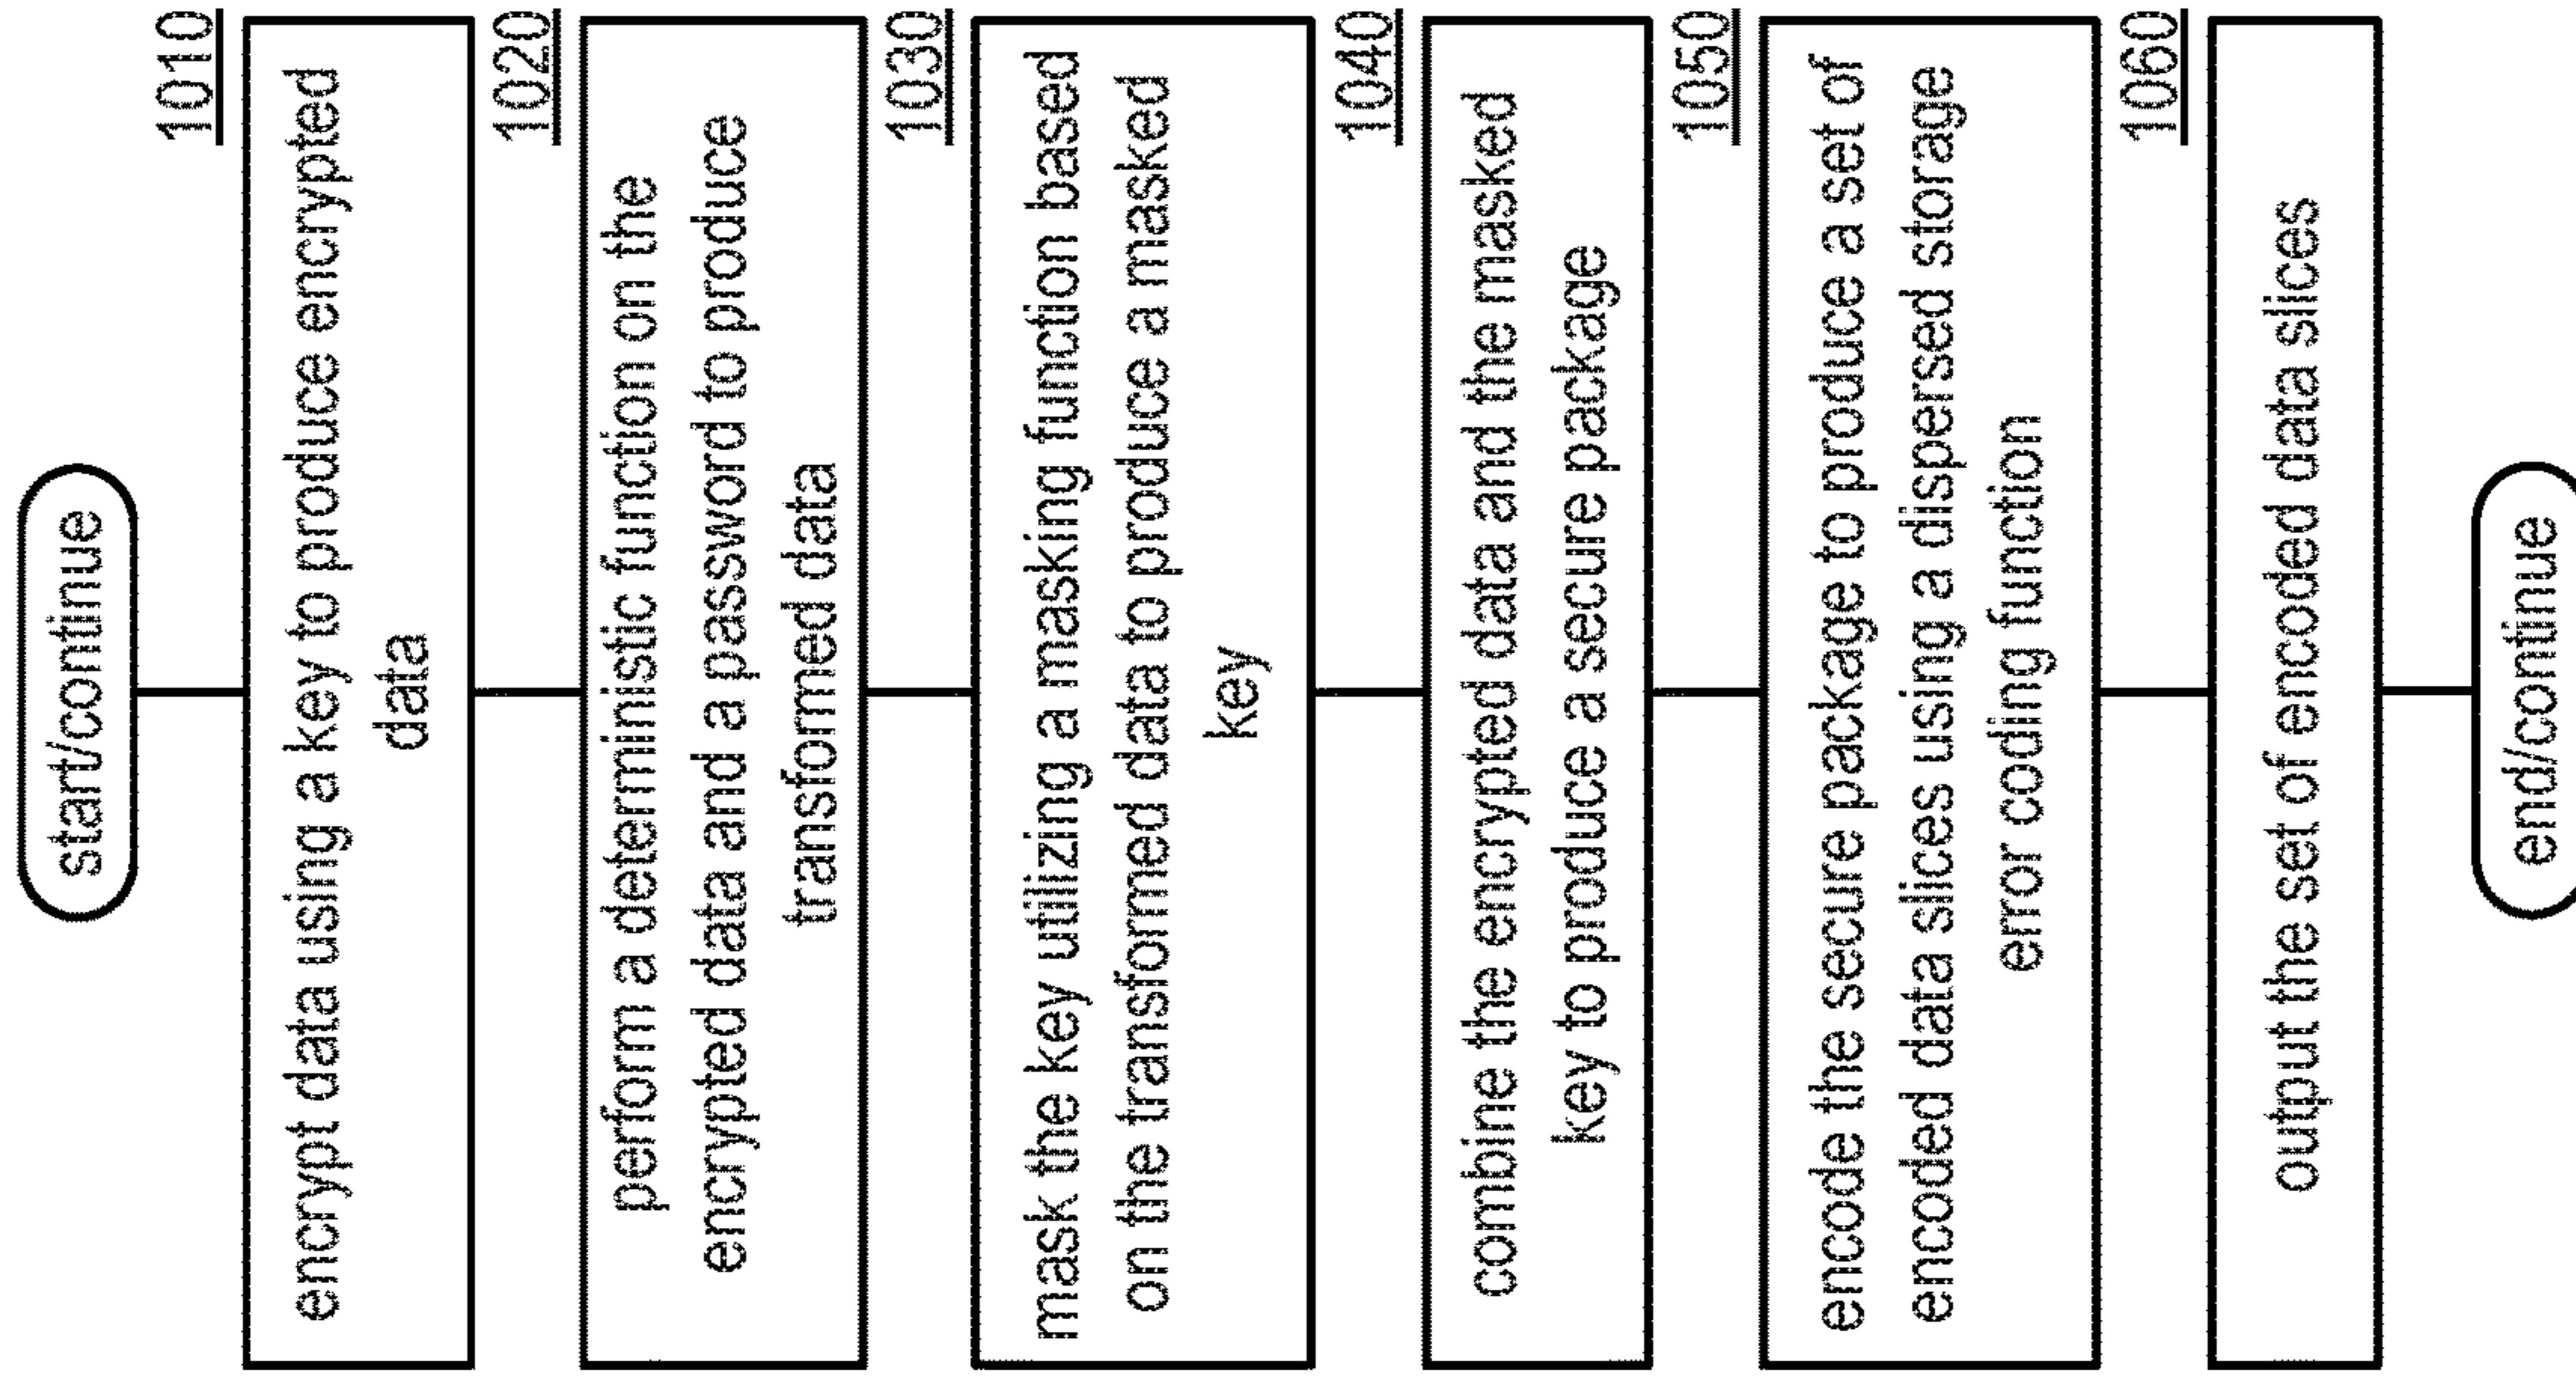 start/continue
1010
encrypt data using a key to produce encrypted
data
1020
perform a deterministic function on the
encrypted data and a password to produce
transformed data
1030
mask the key utilizing a masking function based
on the transformed data to produce a masked
key
1040
combine the encrypted data and the masked
key to produce a secure package
1050
encode the secure package to produce a set of
encoded data slices using a dispersed storage
error coding function
1060
output the set of encoded data slices
end/continue